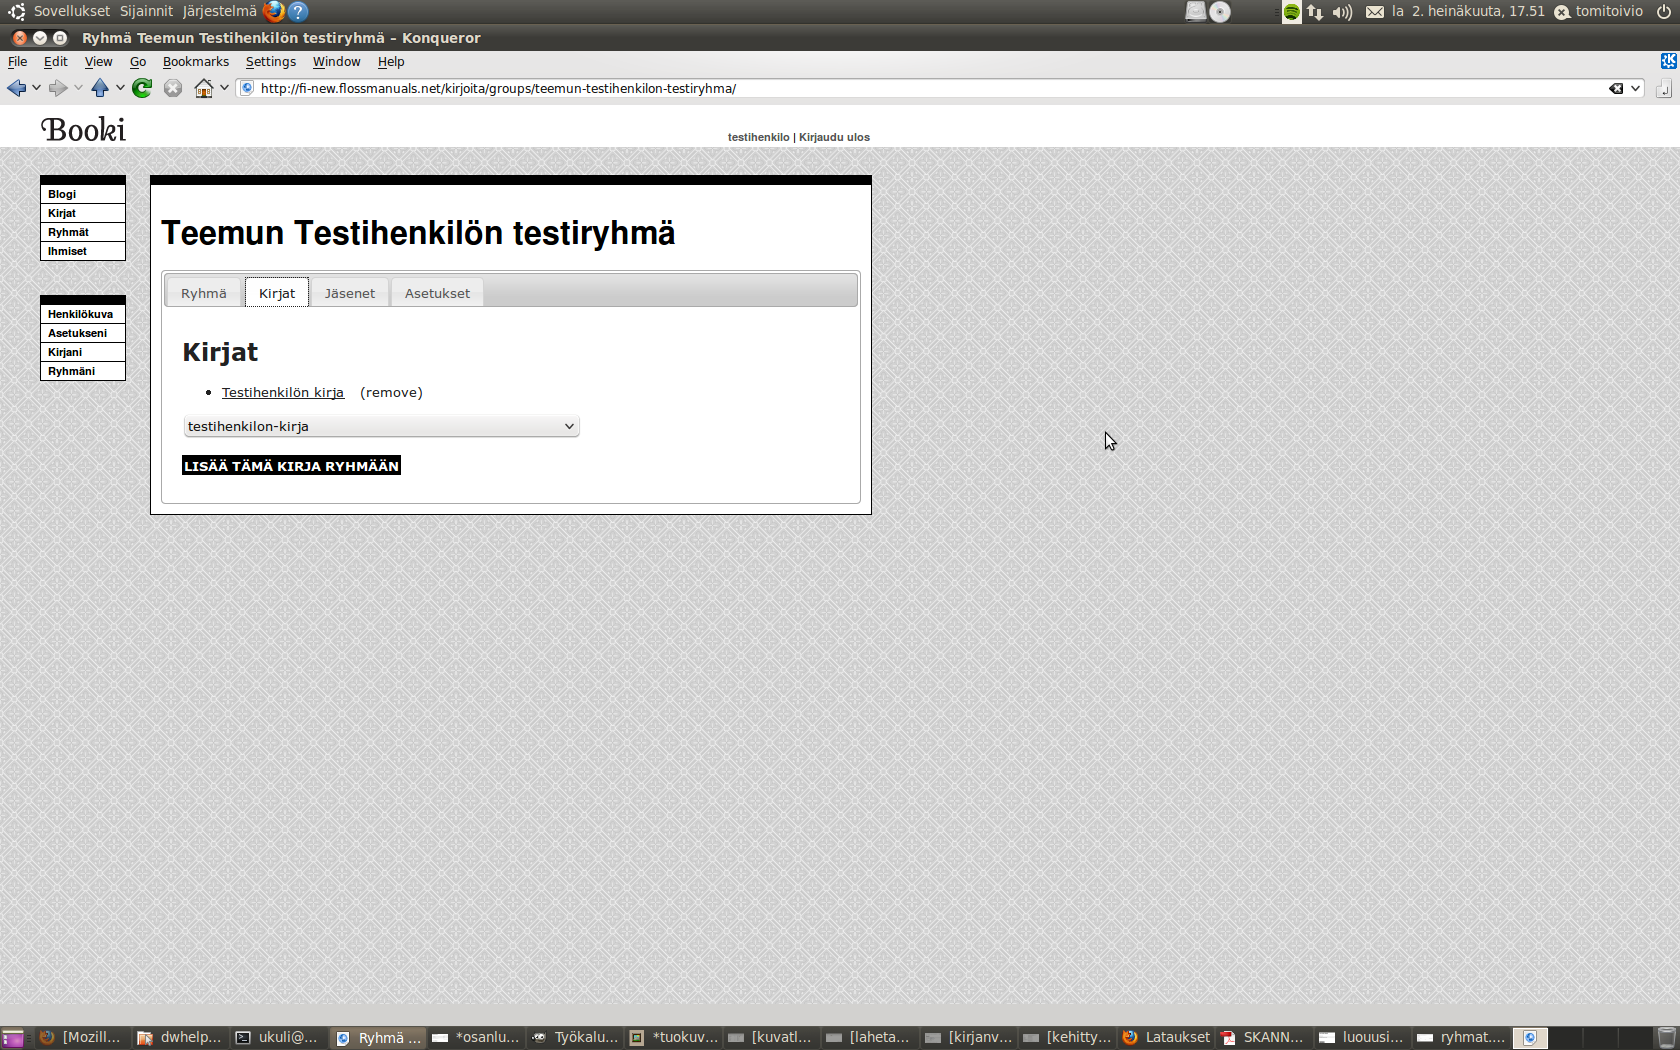 Sovellukset Sijainnit Järjestelmä
la 2. heinäkuuta, 17.51 tomitoivio
Ryhmä Teemun Testihenkilön testiryhmä – Konqueror
File Edit View Go Bookmarks Settings Window Help
http://fi-new.flossmanuals.net/kirjoita/groups/teemun-testihenkilon-testiryhma/
Booki
testihenkilo | Kirjaudu ulos
Blogi
Kirjat
Ryhmät
Ihmiset
Henkilökuva
Asetukseni
Kirjani
Ryhmäni
Teemun Testihenkilön testiryhmä
Ryhmä Kirjat Jäsenet Asetukset
Kirjat
Testihenkilön kirja (remove)
testihenkilon-kirja
LISÄÄ TÄMÄ KIRJA RYHMÄÄN
[Mozill... dwhelp... ukuli@... Ryhmä ... *osanlu... Työkalu... *tuokuv... [kuvatl... [laheta... [kirjanv... [kehitty... Lataukset SKANN... luouusi... ryhmat....